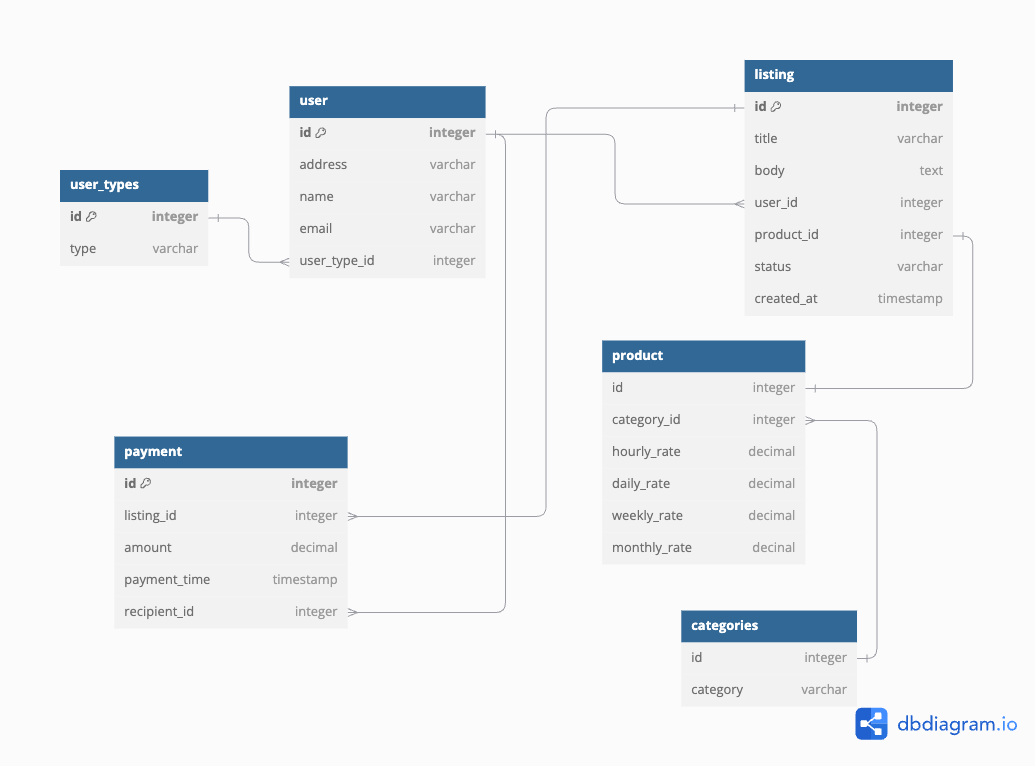 user_types
id integer
type varchar
user
id integer
address varchar
name varchar
email varchar
user_type_id integer
listing
id integer
title varchar
body text
user_id integer
product_id integer
status varchar
created_at timestamp
product
id integer
category_id integer
hourly_rate decimal
daily_rate decimal
weekly_rate decimal
monthly_rate decinal
payment
id integer
listing_id integer
amount decimal
payment_time timestamp
recipient_id integer
categories
id integer
category varchar
dbdiagram.io